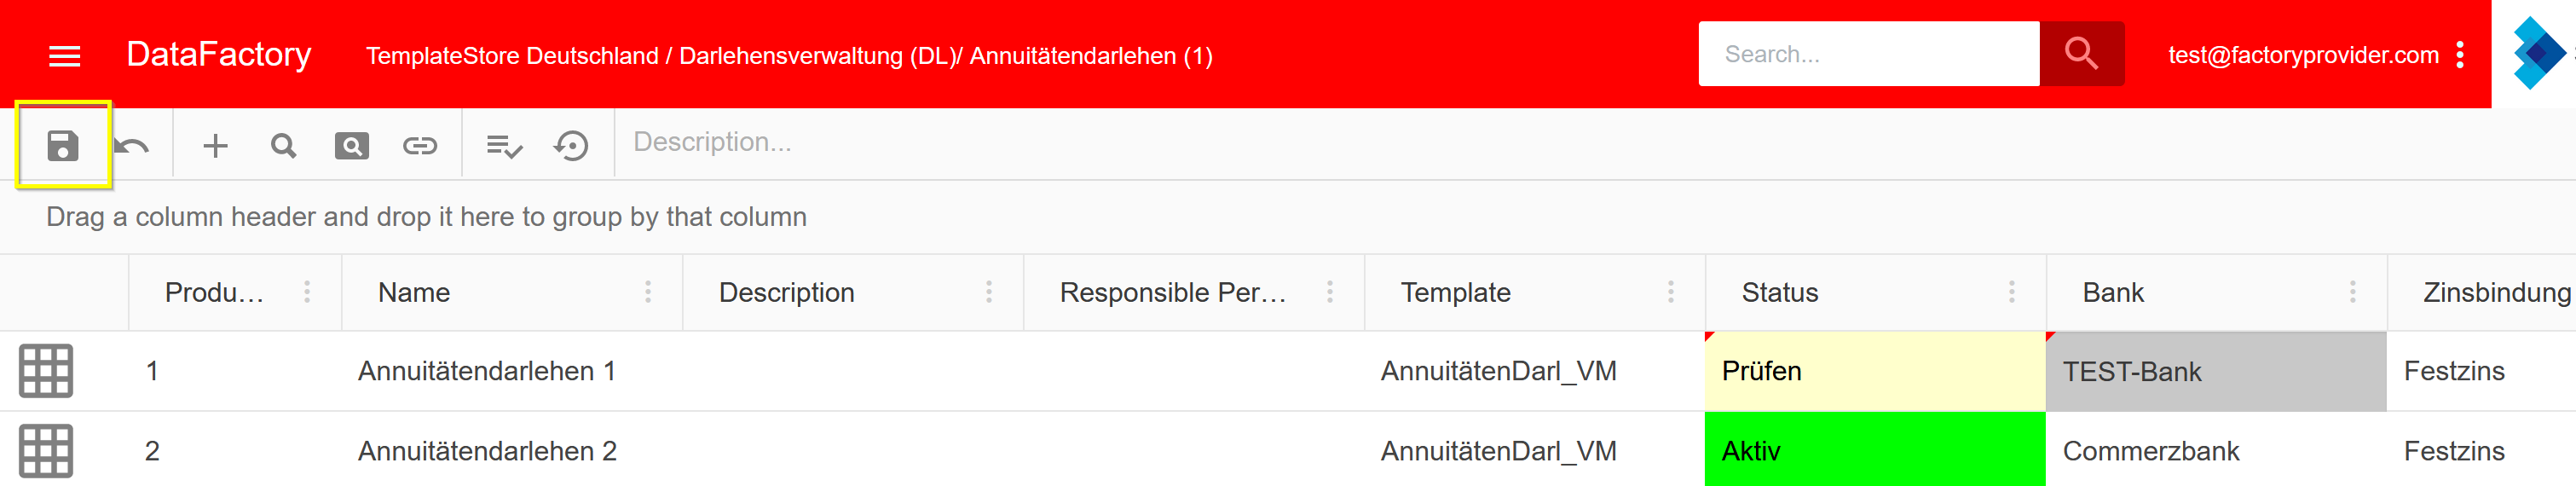 DataFactory TemplateStore Deutschland / Darlehensverwaltung (DL)/ Annuitätendarlehen (1) Search... test@factoryprovider.com
Description...
Drag a column header and drop it here to group by that column
Produ... Name Description Responsible Per... Template Status Bank Zinsbindung
1 Annuitätendarlehen 1 AnnuitätenDarl_VM Prüfen TEST-Bank Festzins
2 Annuitätendarlehen 2 AnnuitätenDarl_VM Aktiv Commerzbank Festzins